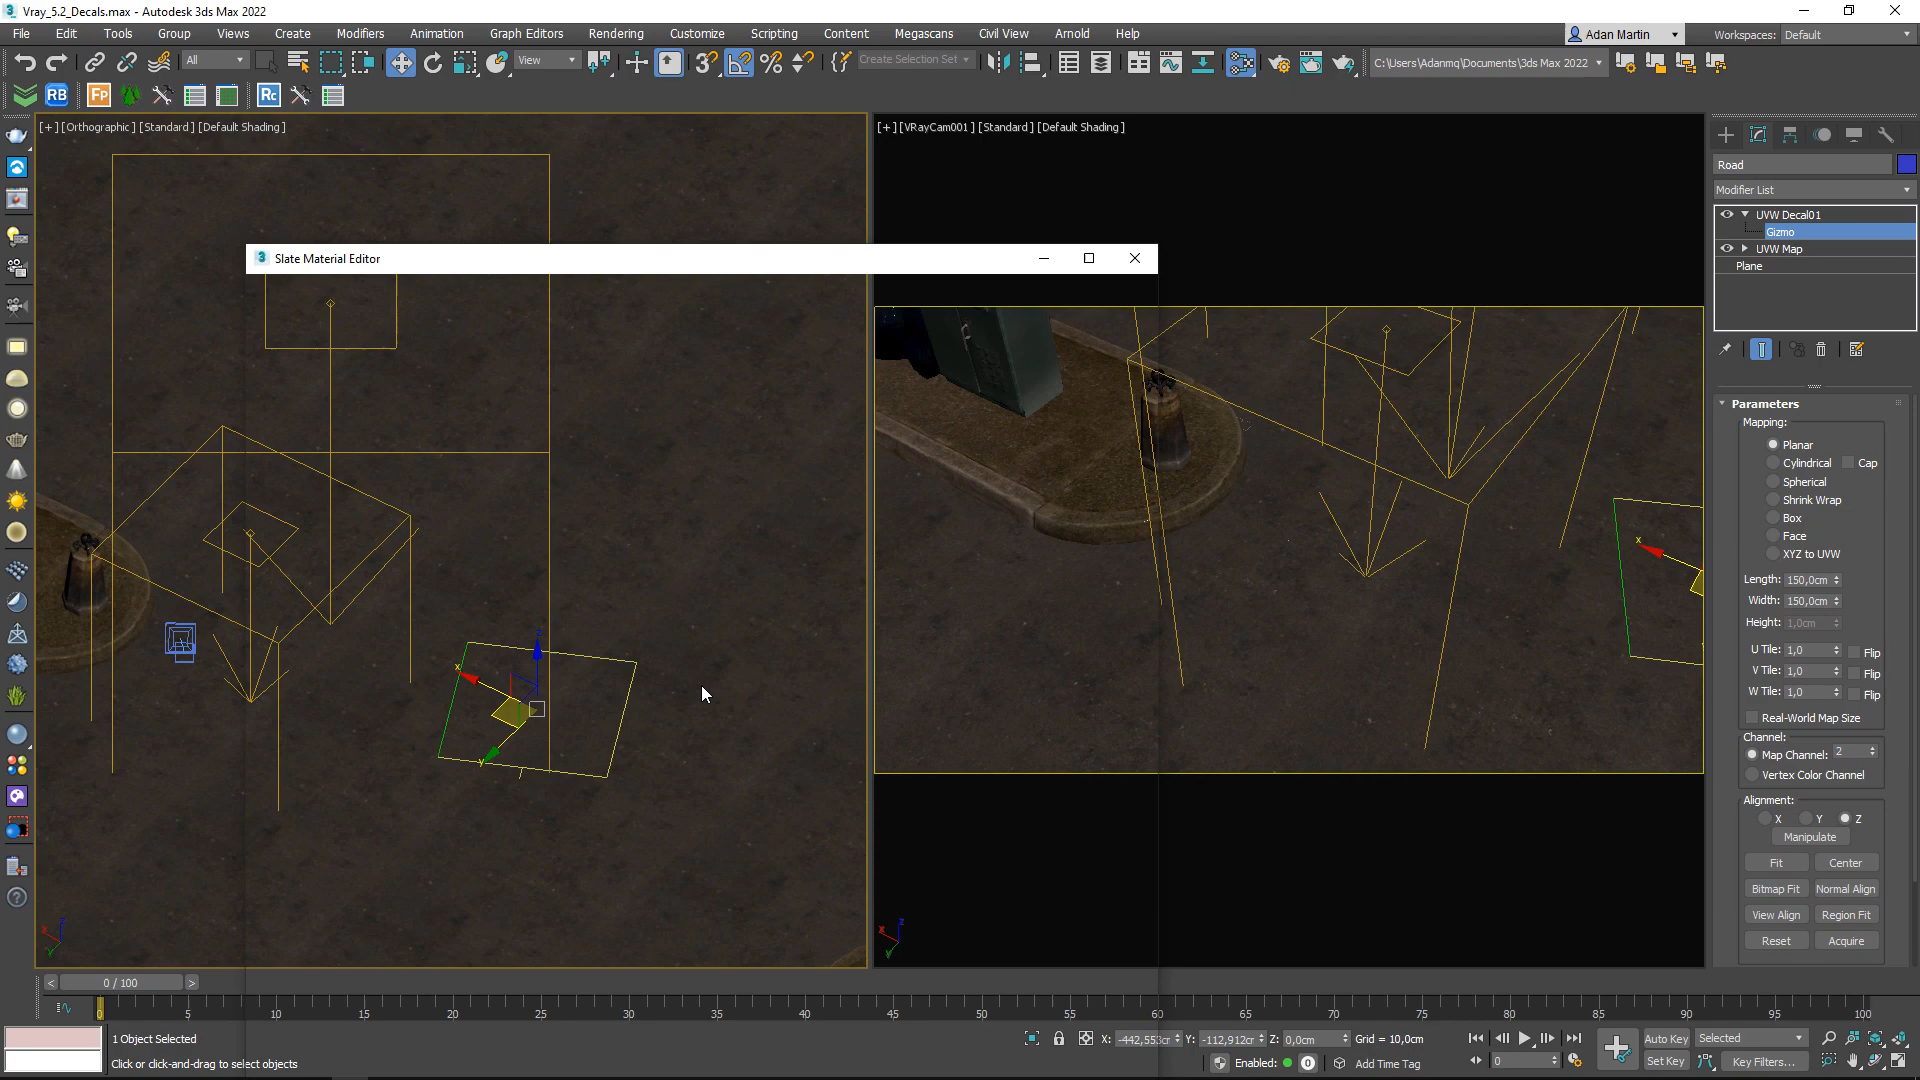 Vray_5.2_Decals.max - Autodesk 3ds Max 2022
File Edit Tools Group Views Create Modifiers Animation Graph Editors Rendering Customize Scripting Content Megascans Civil View Arnold Help
Adan Martin
Workspaces: Default
All
View
Create Selection Set
C:\Users\Adanmq\Documents\3ds Max 2022
RB Fp Rc
[+] [Orthographic ] [Standard ] [Default Shading ]
[+] [VRayCam001 ] [Standard ] [Default Shading ]
Slate Material Editor
Road
Modifier List
UVW Decal01
Gizmo
UVW Map
Plane
Parameters
Mapping:
Planar
Cylindrical Cap
Spherical
Shrink Wrap
Box
Face
XYZ to UVW
Length: 150,0cm
Width: 150,0cm
Height: 1,0cm
U Tile: 1,0 Flip
V Tile: 1,0 Flip
W Tile: 1,0 Flip
Real-World Map Size
Channel:
Map Channel: 2
Vertex Color Channel
Alignment:
X Y Z
Manipulate
Fit Center
Bitmap Fit Normal Align
View Align Region Fit
Reset Acquire
x
y
z
x
< 0 / 100 >
0 5 10 15 20 25 30 35 40 45 50 55 60 65 70 75 80 85 90 95 100
1 Object Selected
Click or click-and-drag to select objects
X: -442,553cr Y: -112,912cr Z: 0,0cm Grid = 10,0cm
Enabled: 0 Add Time Tag
0
Auto Key Selected
Set Key Key Filters...